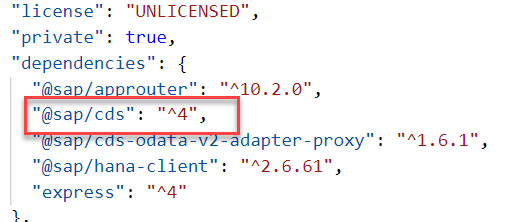 "license": "UNLICENSED",
"private": true,
"dependencies": {
"@sap/approuter": "^10.2.0",
"@sap/cds": "^4",
"@sap/cds-odata-v2-adapter-proxy": "^1.6.1",
"@sap/hana-client": "^2.6.61",
"express": "^4"
},